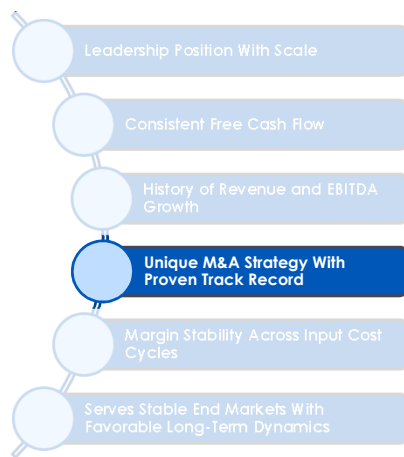 Leadership Position With Scale
Consistent Free Cash Flow
History of Revenue and EBITDA
Growth
Unique M&A Strategy With
Proven Track Record
Margin Stability Across Input Cost
Cycles
Serves Stable End Markets With
Favorable Long-Term Dynamics